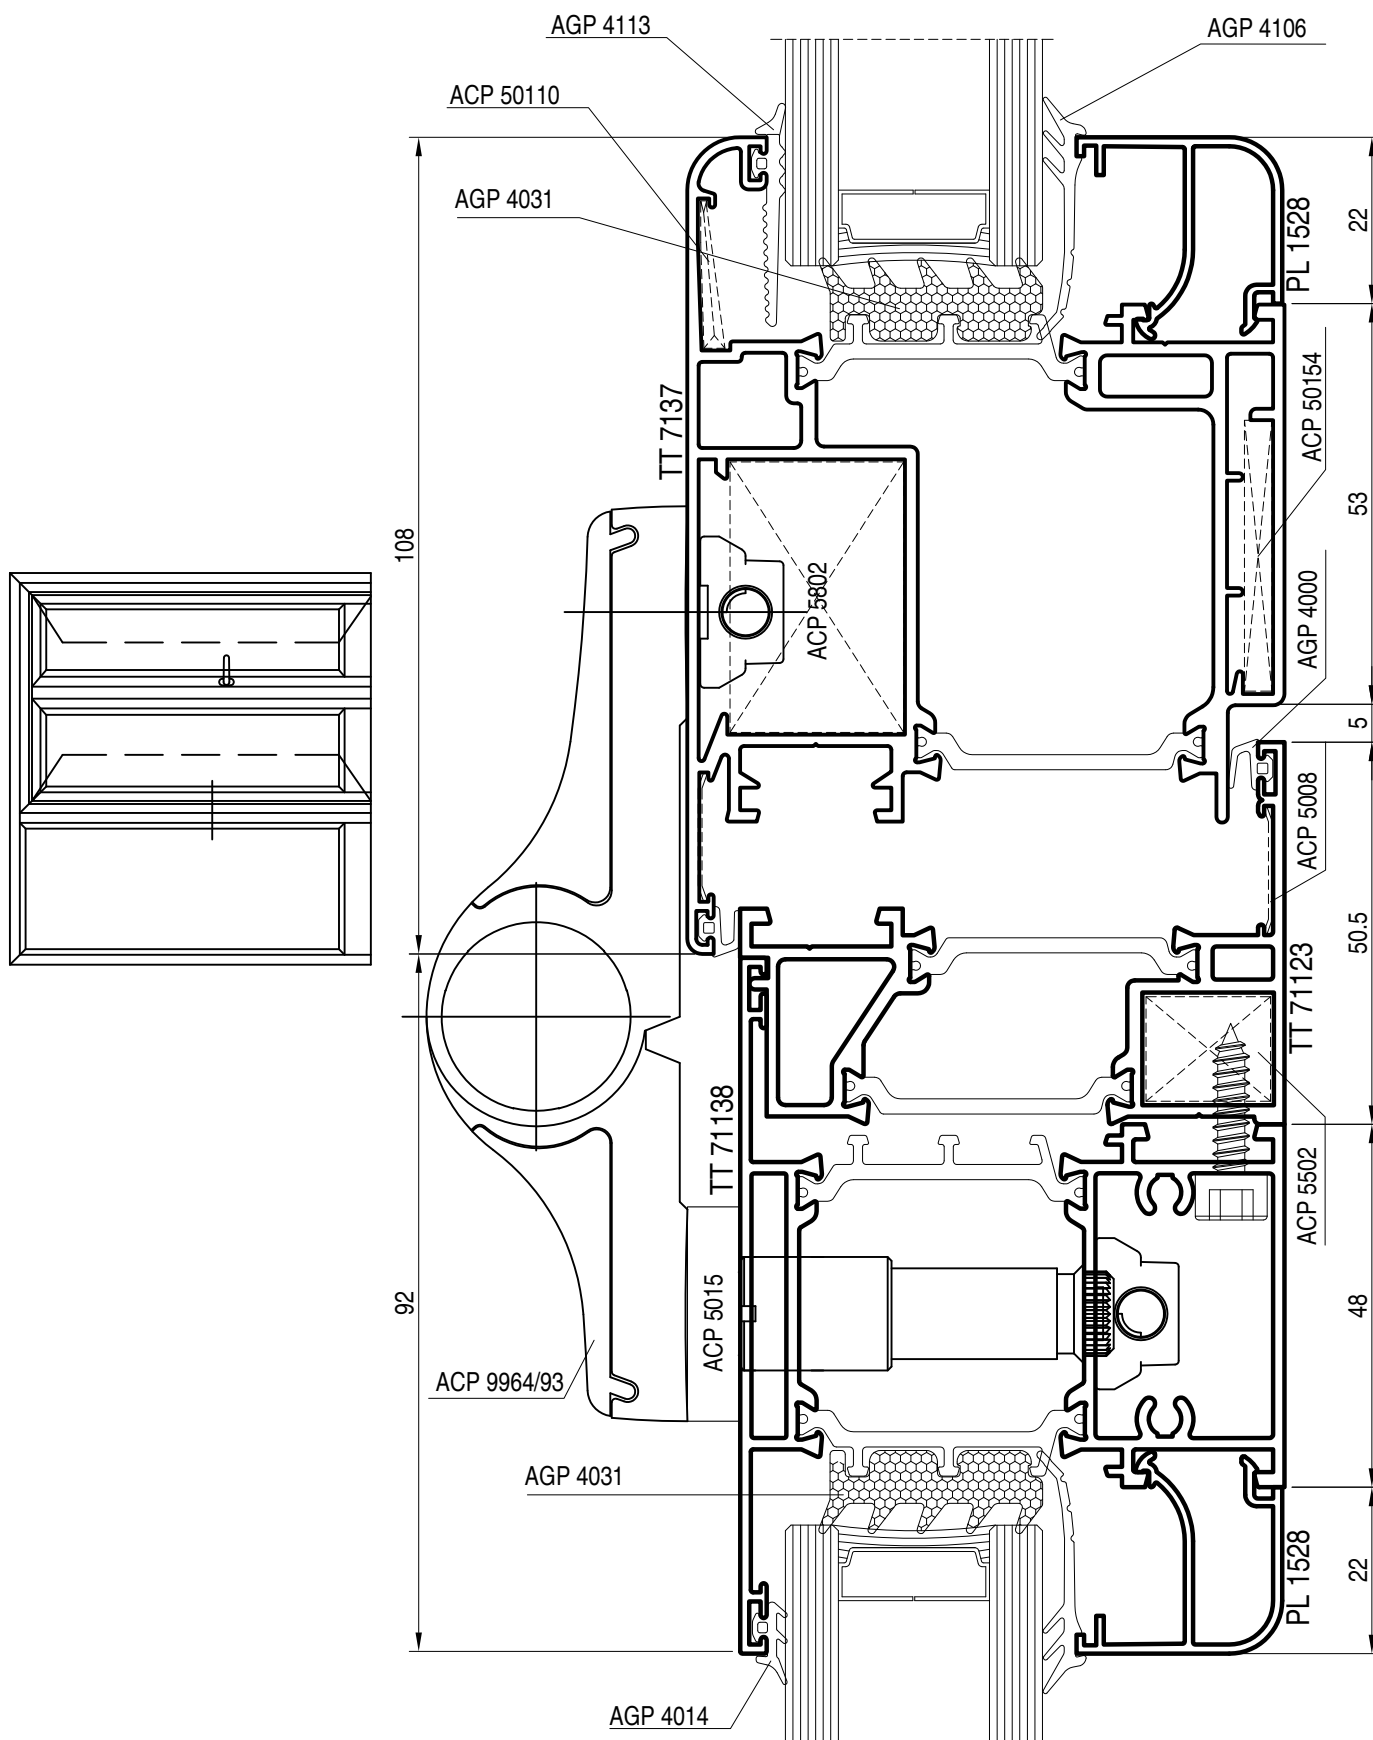 AGP 4113
AGP 4106
ACP 50110
AGP 4031
PL 1528
22
TT 7137
ACP 50154
53
108
ACP 5802
AGP 4000
5
ACP 5008
50.5
TT 71123
TT 71138
ACP 5502
ACP 5015
48
92
ACP 9964/93
AGP 4031
PL 1528
22
AGP 4014